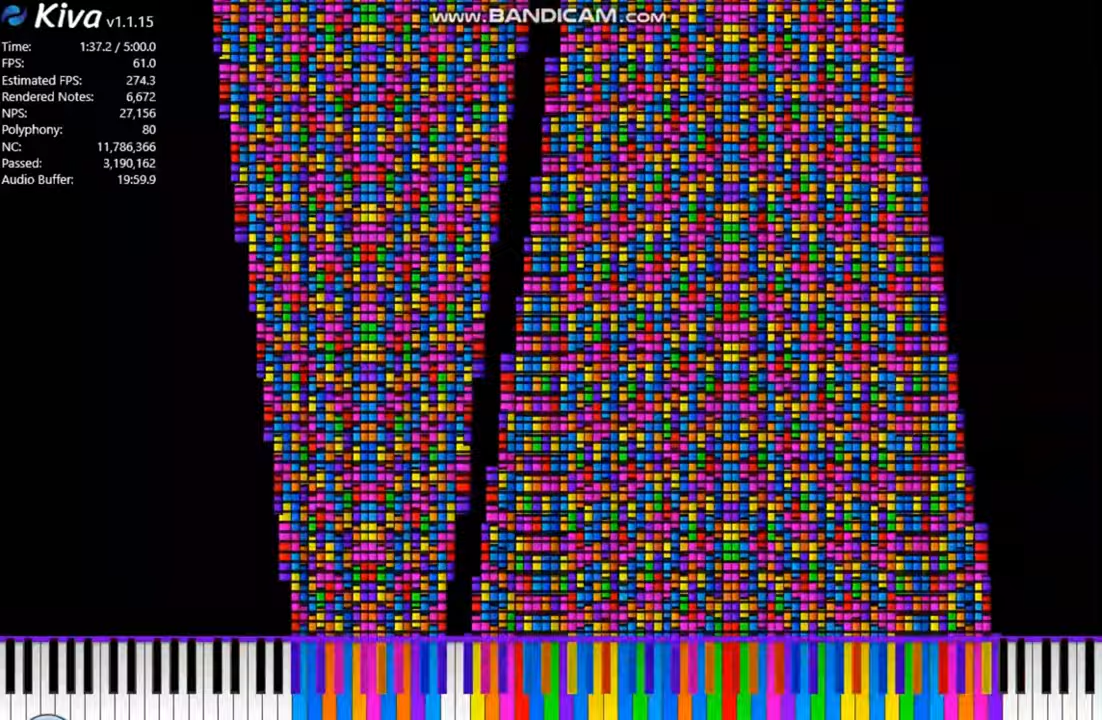 Kiva v1.1.15
www.BANDICAM.com
Time: 1:37.2 / 5:00.0
FPS: 61.0
Estimated FPS: 274.3
Rendered Notes: 6,672
NPS: 27,156
Polyphony: 80
NC: 11,786,366
Passed: 3,190,162
Audio Buffer: 19:59.9